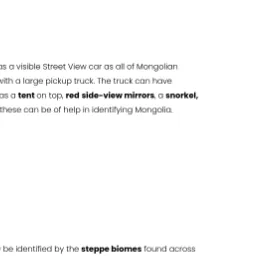 as a visible Street View car as all of Mongolian
with a large pickup truck. The truck can have
as a tent on top, red side-view mirrors, a snorkel,
these can be of help in identifying Mongolia.
be identified by the steppe biomes found across